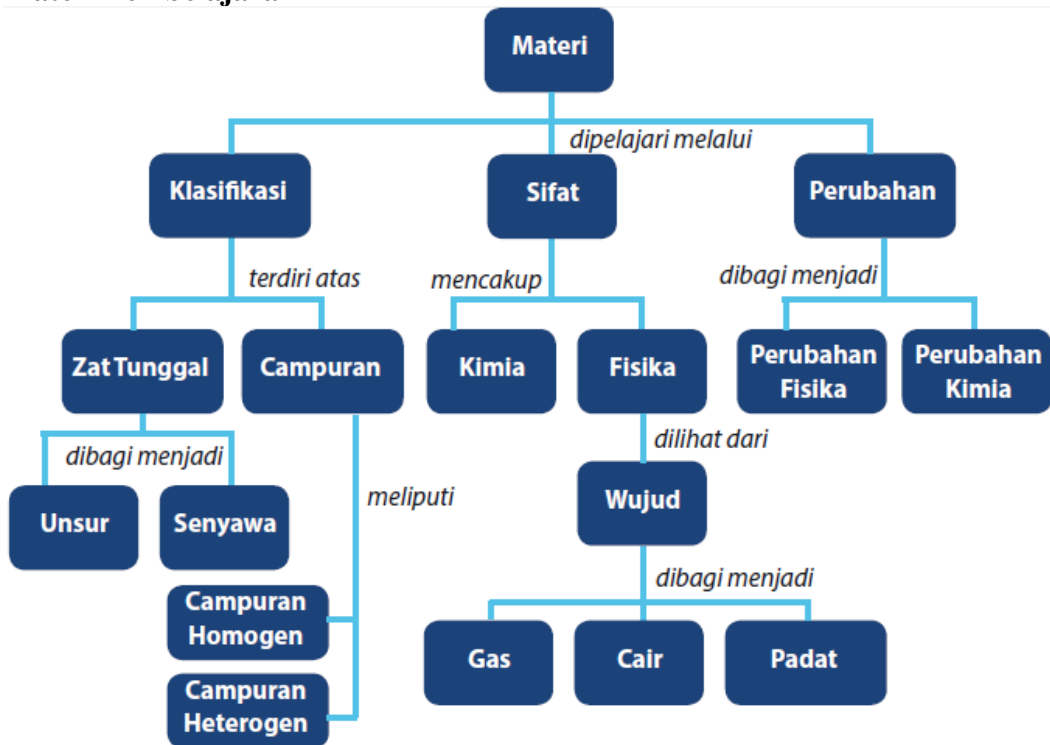 Materi
dipelajari melalui
Klasifikasi
Sifat
Perubahan
terdiri atas
mencakup
dibagi menjadi
Zat Tunggal
Campuran
Kimia
Fisika
Perubahan
Fisika
Perubahan
Kimia
dibagi menjadi
dilihat dari
Unsur
Senyawa
meliputi
Wujud
dibagi menjadi
Campuran
Homogen
Gas
Cair
Padat
Campuran
Heterogen